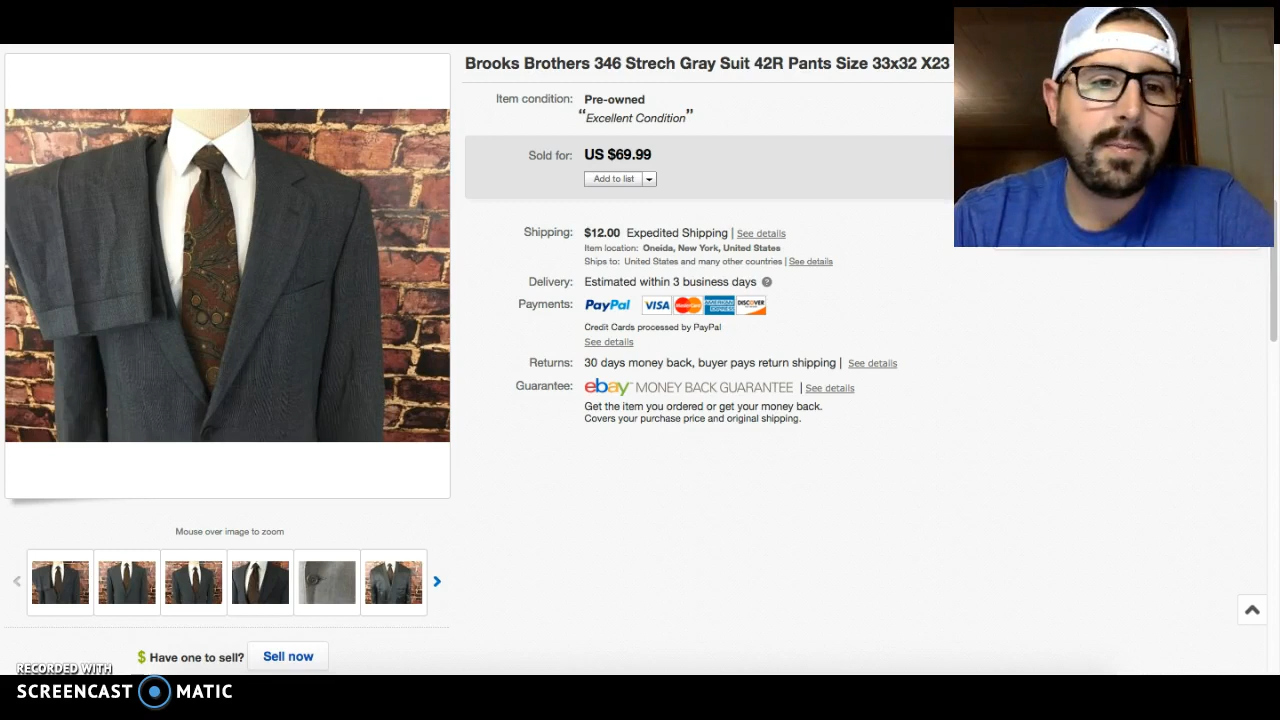 Brooks Brothers 346 Strech Gray Suit 42R Pants Size 33x32 X23
Item condition: Pre-owned
“Excellent Condition”
Sold for: US $69.99
Add to list
Shipping: $12.00 Expedited Shipping | See details
Item location: Oneida, New York, United States
Ships to: United States and many other countries | See details
Delivery: Estimated within 3 business days ?
Payments: PayPal VISA MasterCard AMERICAN EXPRESS DISCOVER
Credit Cards processed by PayPal
See details
Returns: 30 days money back, buyer pays return shipping | See details
Guarantee: ebay MONEY BACK GUARANTEE | See details
Get the item you ordered or get your money back.
Covers your purchase price and original shipping.
Mouse over image to zoom
$ Have one to sell? Sell now
RECORDED WITH
SCREENCAST MATIC